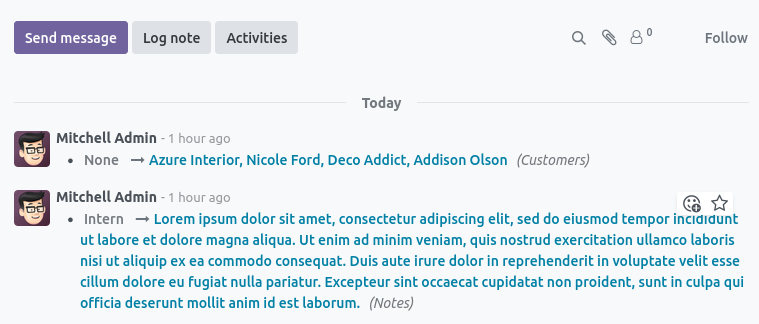 Send message Log note Activities 0 Follow
Today
Mitchell Admin - 1 hour ago
• None → Azure Interior, Nicole Ford, Deco Addict, Addison Olson (Customers)
Mitchell Admin - 1 hour ago
• Intern → Lorem ipsum dolor sit amet, consectetur adipiscing elit, sed do eiusmod tempor incididunt
ut labore et dolore magna aliqua. Ut enim ad minim veniam, quis nostrud exercitation ullamco laboris
nisi ut aliquip ex ea commodo consequat. Duis aute irure dolor in reprehenderit in voluptate velit esse
cillum dolore eu fugiat nulla pariatur. Excepteur sint occaecat cupidatat non proident, sunt in culpa qui
officia deserunt mollit anim id est laborum. (Notes)